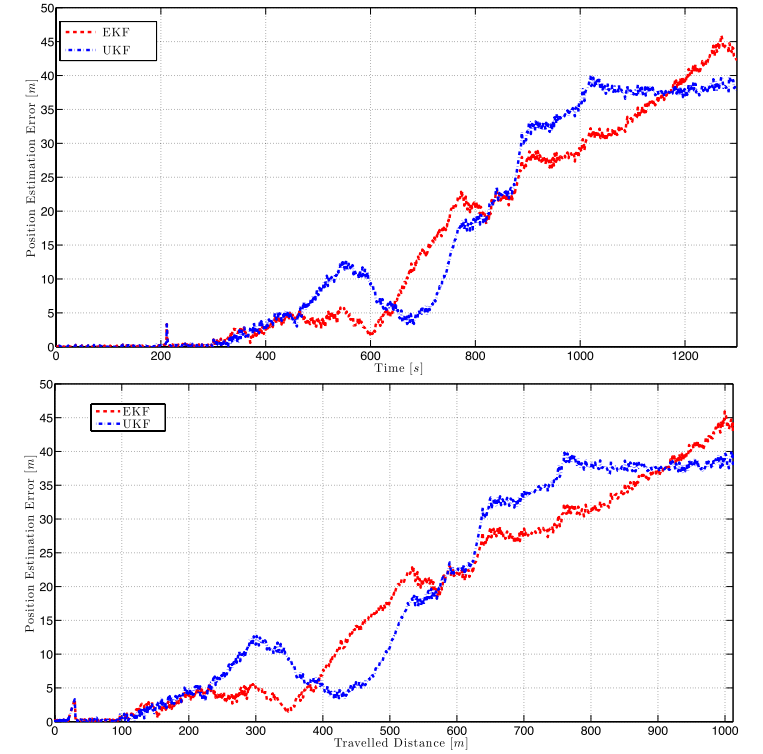 50
45
40
35
30
25
20
15
10
5
0
Position Estimation Error [m]
EKF
UKF
0 200 400 600 800 1000 1200
Time [s]
50
45
40
35
30
25
20
15
10
5
0
Position Estimation Error [m]
EKF
UKF
0 100 200 300 400 500 600 700 800 900 1000
Travelled Distance [m]